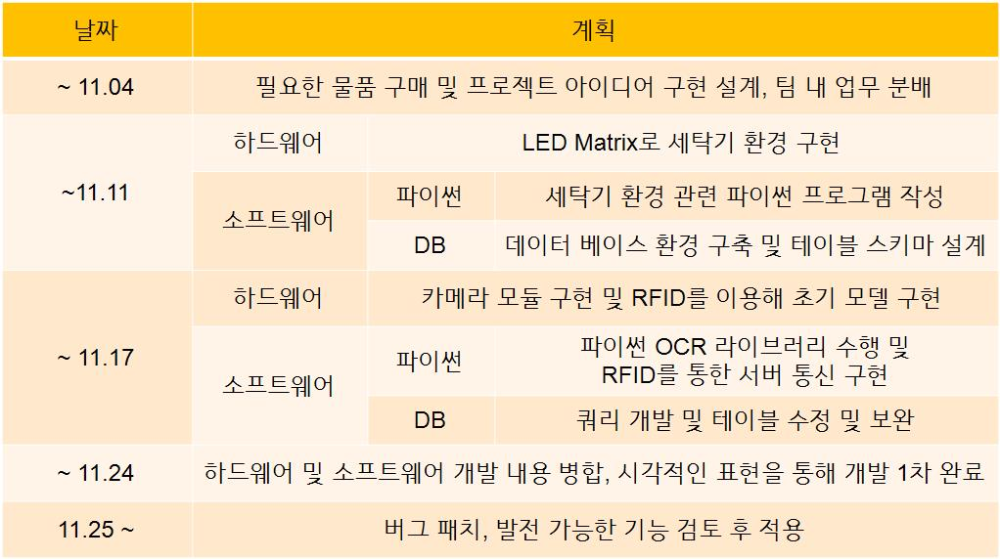 날짜
계획
~ 11.04
필요한 물품 구매 및 프로젝트 아이디어 구현 설계, 팀 내 업무 분배
~11.11
하드웨어
LED Matrix로 세탁기 환경 구현
소프트웨어
파이썬
세탁기 환경 관련 파이썬 프로그램 작성
DB
데이터 베이스 환경 구축 및 테이블 스키마 설계
~ 11.17
하드웨어
카메라 모듈 구현 및 RFID를 이용해 초기 모델 구현
소프트웨어
파이썬
파이썬 OCR 라이브러리 수행 및
RFID를 통한 서버 통신 구현
DB
쿼리 개발 및 테이블 수정 및 보완
~ 11.24
하드웨어 및 소프트웨어 개발 내용 병합, 시각적인 표현을 통해 개발 1차 완료
11.25 ~
버그 패치, 발전 가능한 기능 검토 후 적용